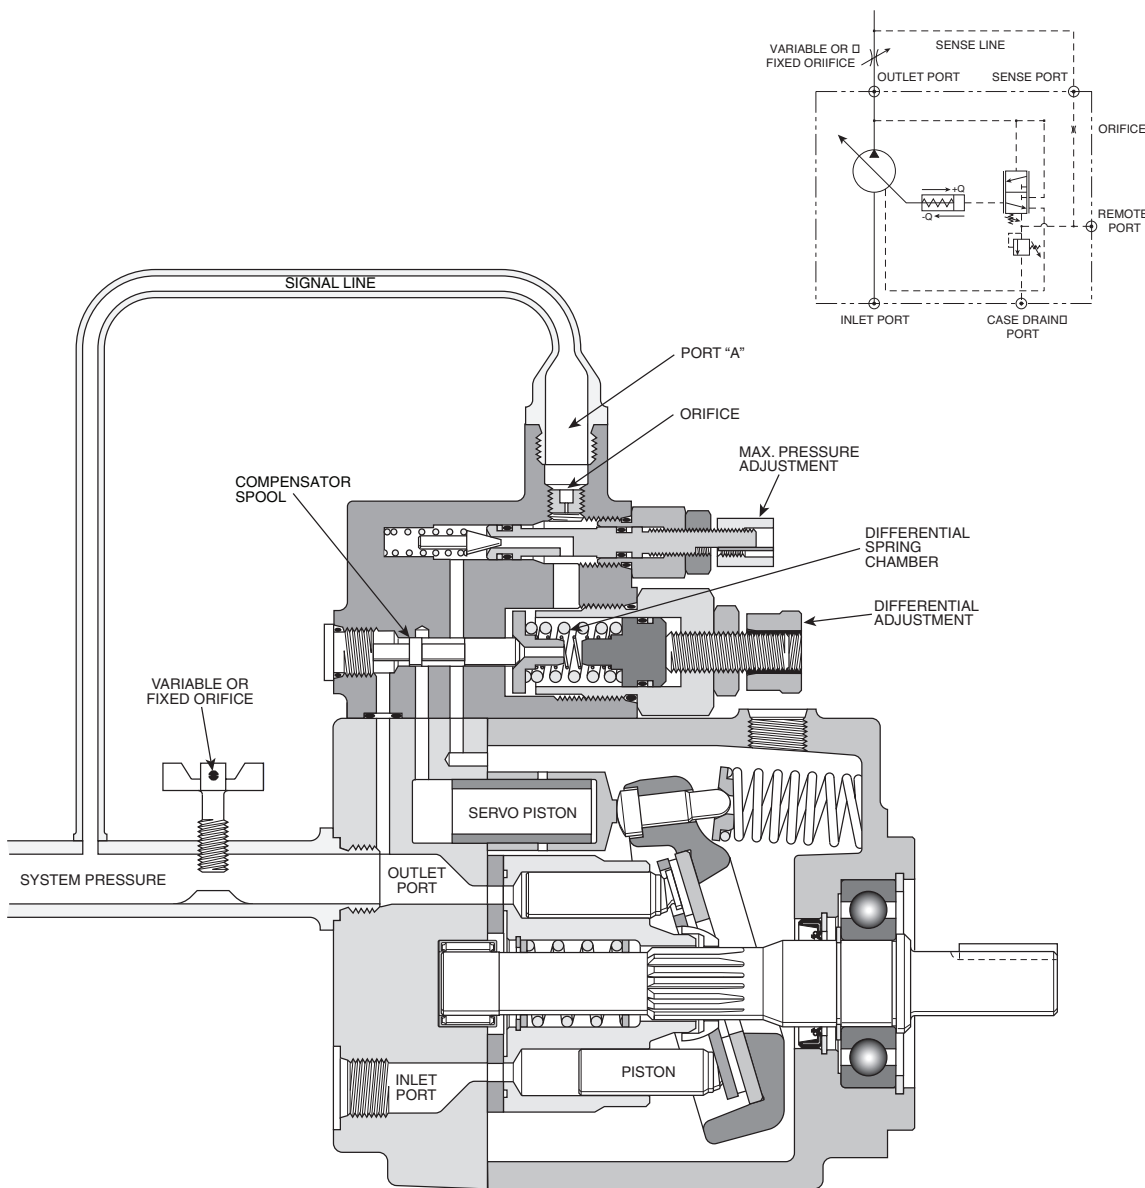 VARIABLE OR □
FIXED ORIIFICE
SENSE LINE
OUTLET PORT
SENSE PORT
ORIFICE
+Q
-Q
REMOTE
PORT
INLET PORT
CASE DRAIN□
PORT
SIGNAL LINE
PORT “A”
ORIFICE
MAX. PRESSURE
ADJUSTMENT
COMPENSATOR
SPOOL
DIFFERENTIAL
SPRING
CHAMBER
DIFFERENTIAL
ADJUSTMENT
VARIABLE OR
FIXED ORIFICE
SERVO PISTON
SYSTEM PRESSURE
OUTLET
PORT
INLET
PORT
PISTON